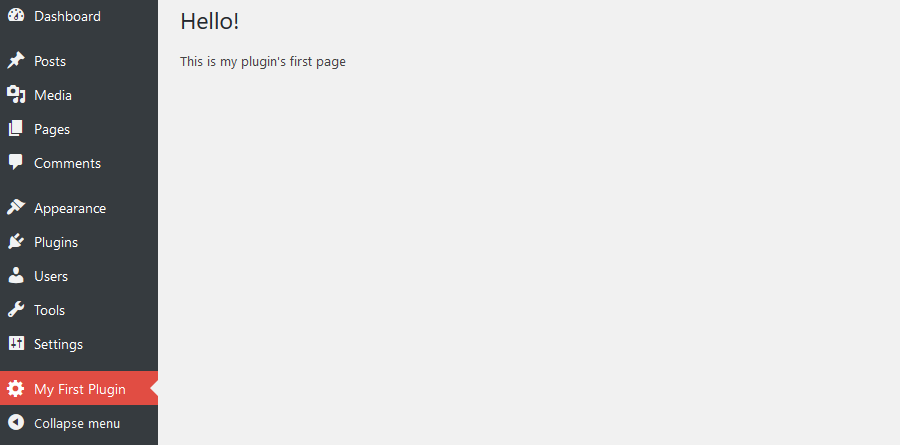 Dashboard
Posts
Media
Pages
Comments
Appearance
Plugins
Users
Tools
Settings
My First Plugin
Collapse menu
Hello!
This is my plugin's first page